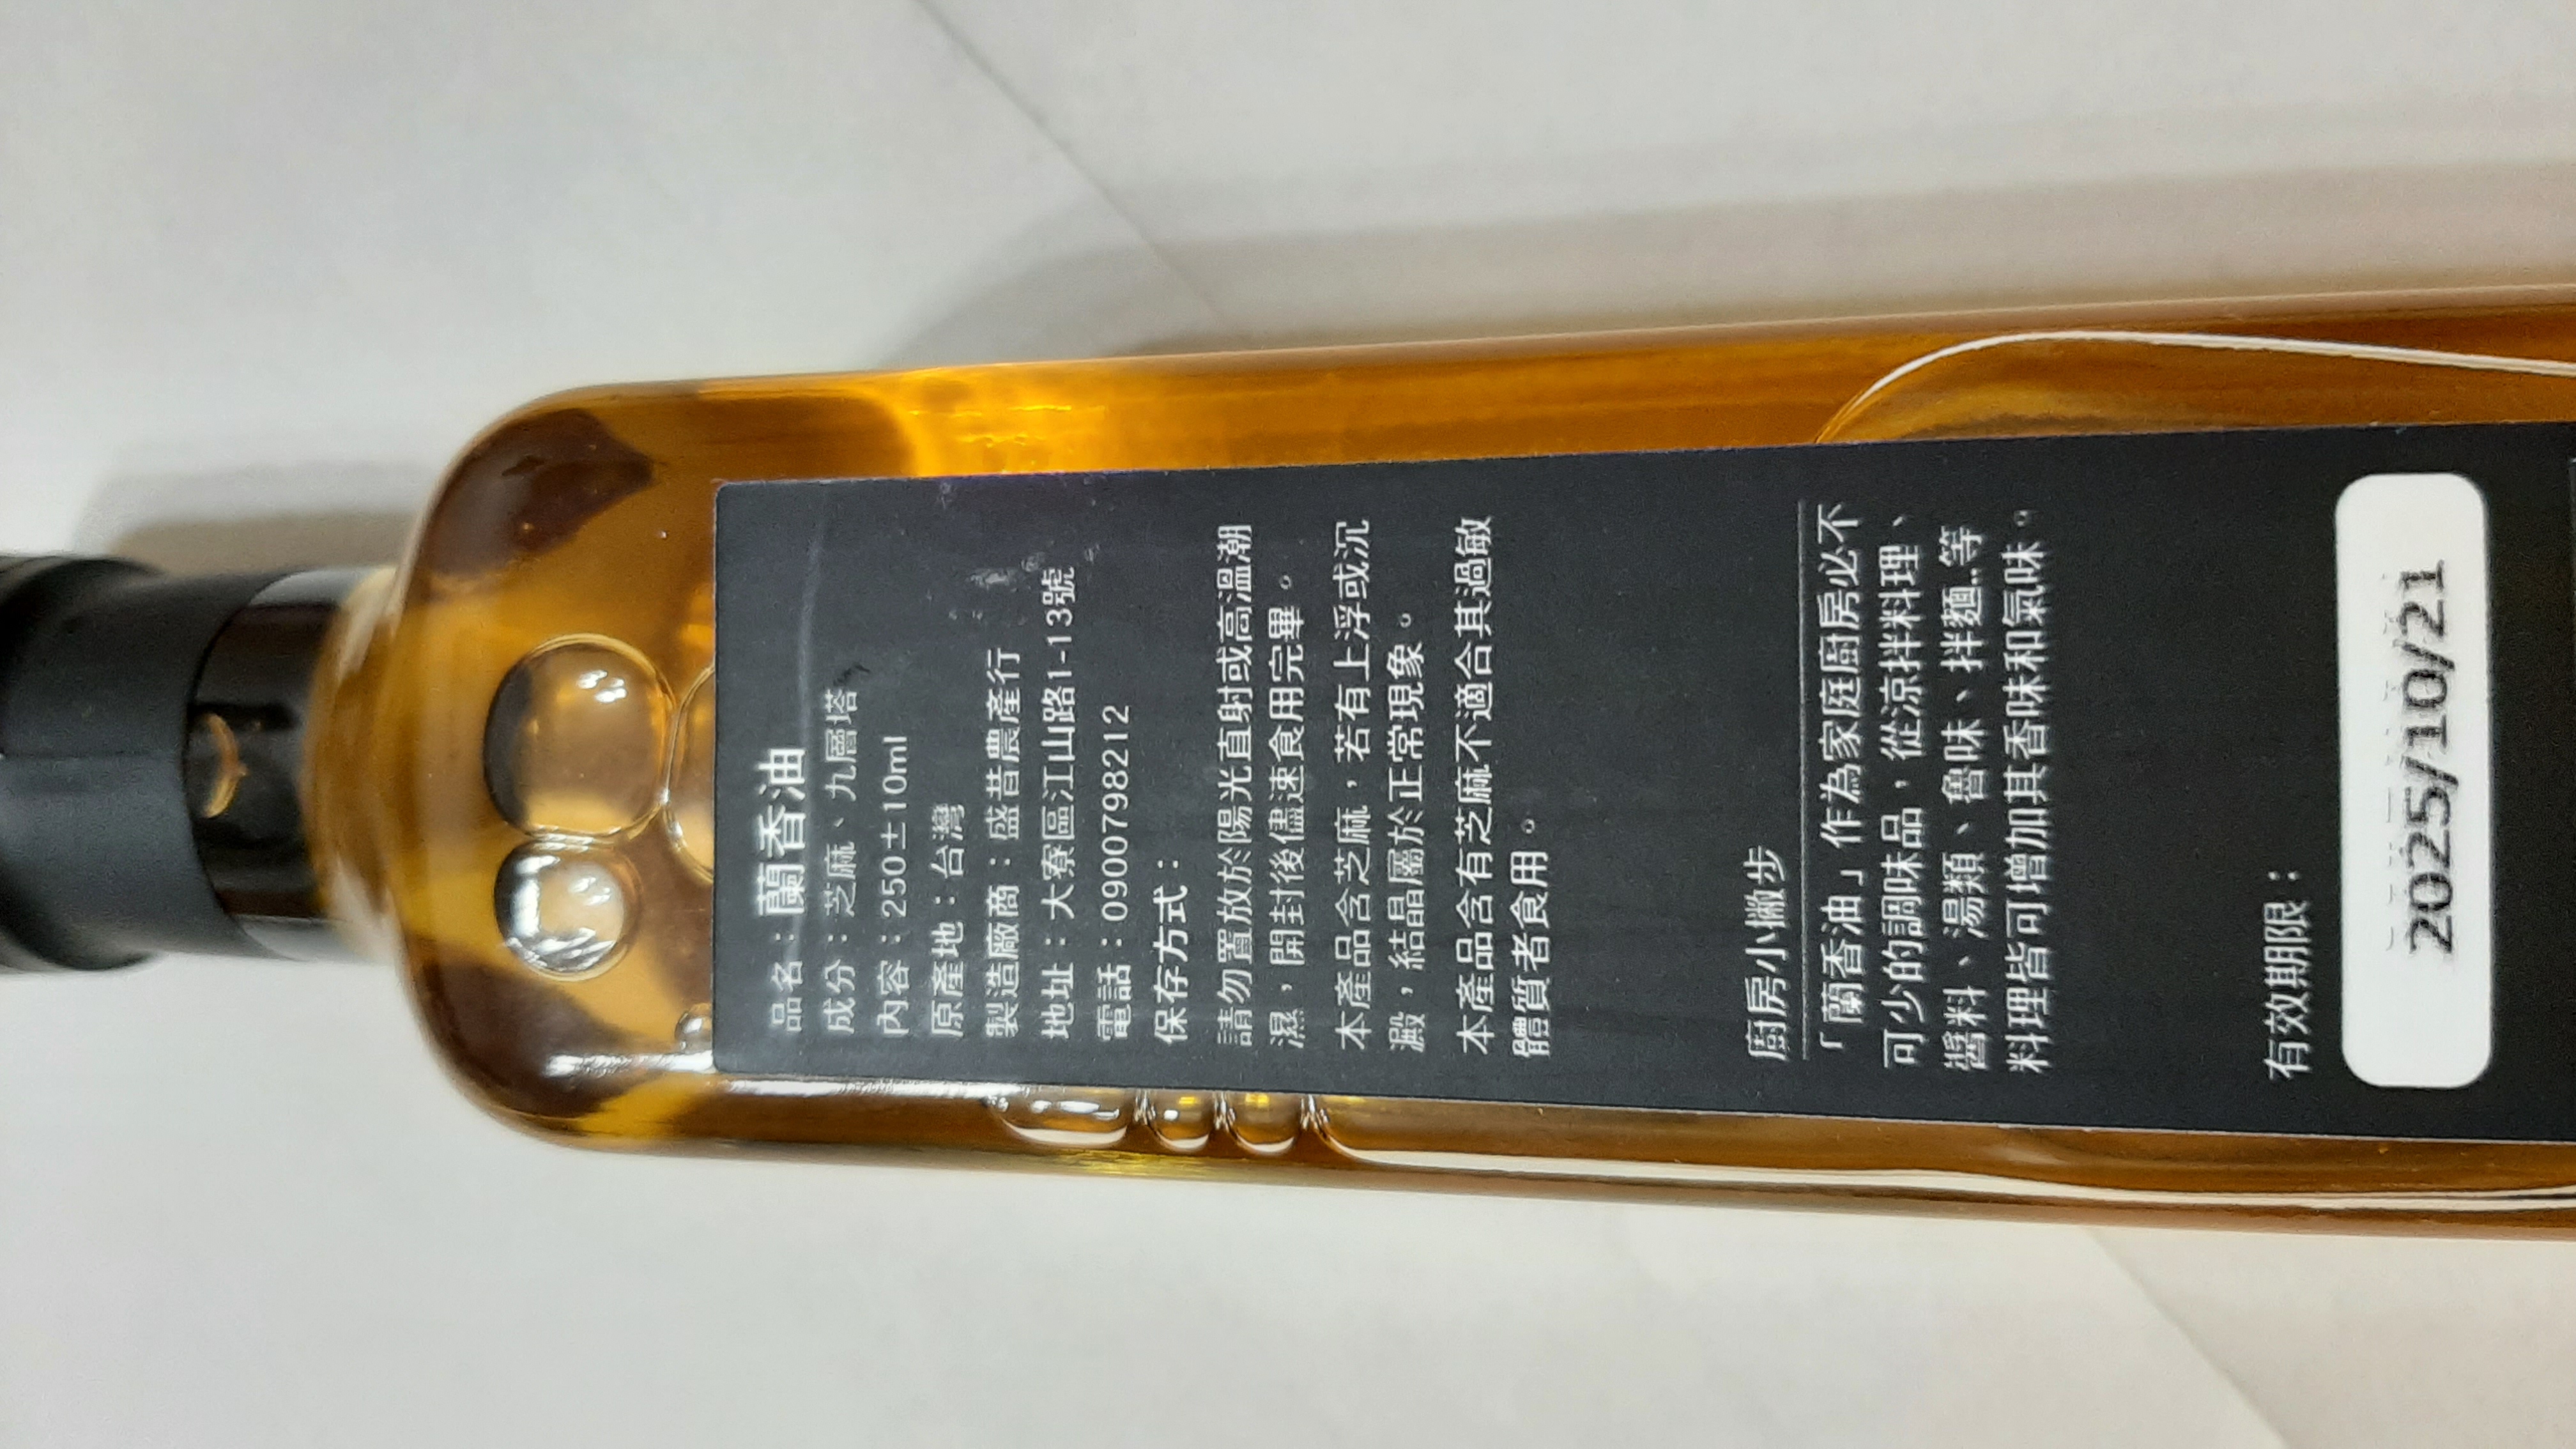 品名：蘭香油
成分：芝麻、九層塔
內容：250±10ml
原產地：台灣
製造廠商：盛昔農產行
地址：大寮區江山路1-13號
電話：0900798212
保存方式：
請勿置放於陽光直射或高溫潮
濕，開封後儘速食用完畢。
本產品含芝麻，若有上浮或沉
澱，結晶屬於正常現象。
本產品含有芝麻不適合其過敏
體質者食用。
廚房小撇步
「蘭香油」作為家庭廚房必不
可少的調味品，從涼拌料理、
醬料、湯類、魯味、拌麵...等
料理皆可增加其香味和氣味。
有效期限：
2025/10/21